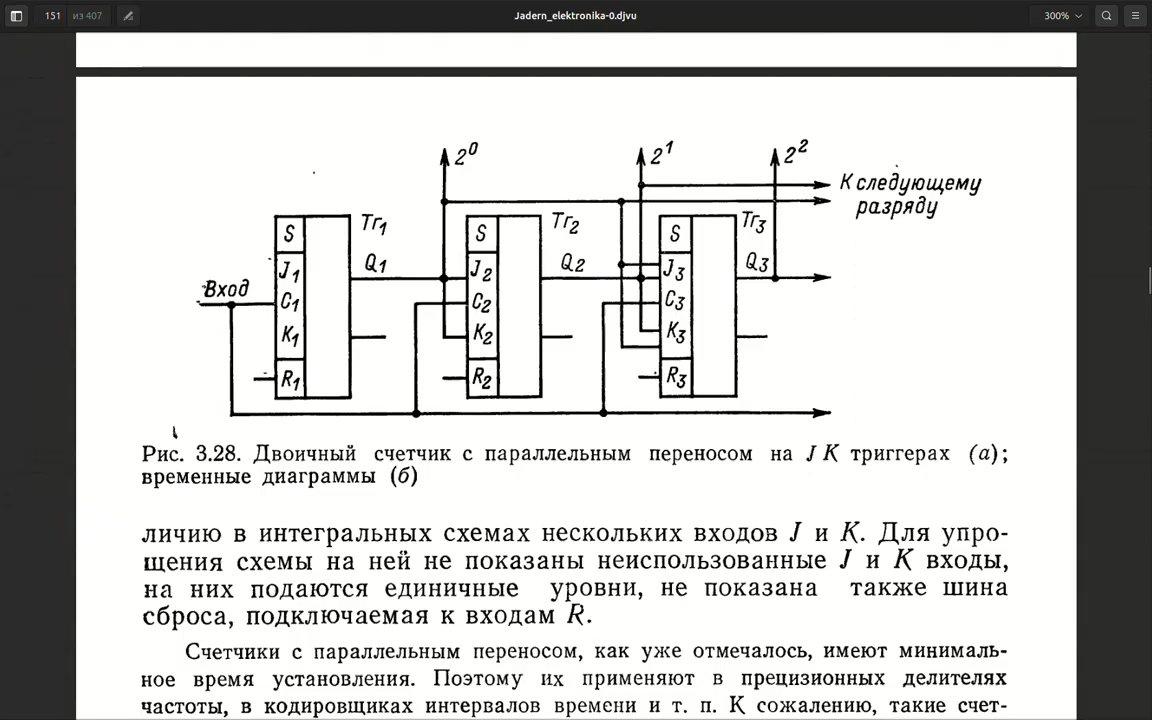 151 из 407
Jadern_elektronika-0.djvu
300%
2⁰ 2¹ 2²
К следующему
разряду
S Тг₁ S Тг₂ S Тг₃
J₁ Q₁ J₂ Q₂ J₃ Q₃
Вход C₁ C₂ C₃
K₁ K₂ K₃
R₁ R₂ R₃
Рис. 3.28. Двоичный счетчик с параллельным переносом на J K триггерах (а);
временные диаграммы (б)
личию в интегральных схемах нескольких входов J и K. Для упро-
щения схемы на ней не показаны неиспользованные J и K входы,
на них подаются единичные уровни, не показана также шина
сброса, подключаемая к входам R.
Счетчики с параллельным переносом, как уже отмечалось, имеют минималь-
ное время установления. Поэтому их применяют в прецизионных делителях
частоты, в кодировщиках интервалов времени и т. п. К сожалению, такие счет-